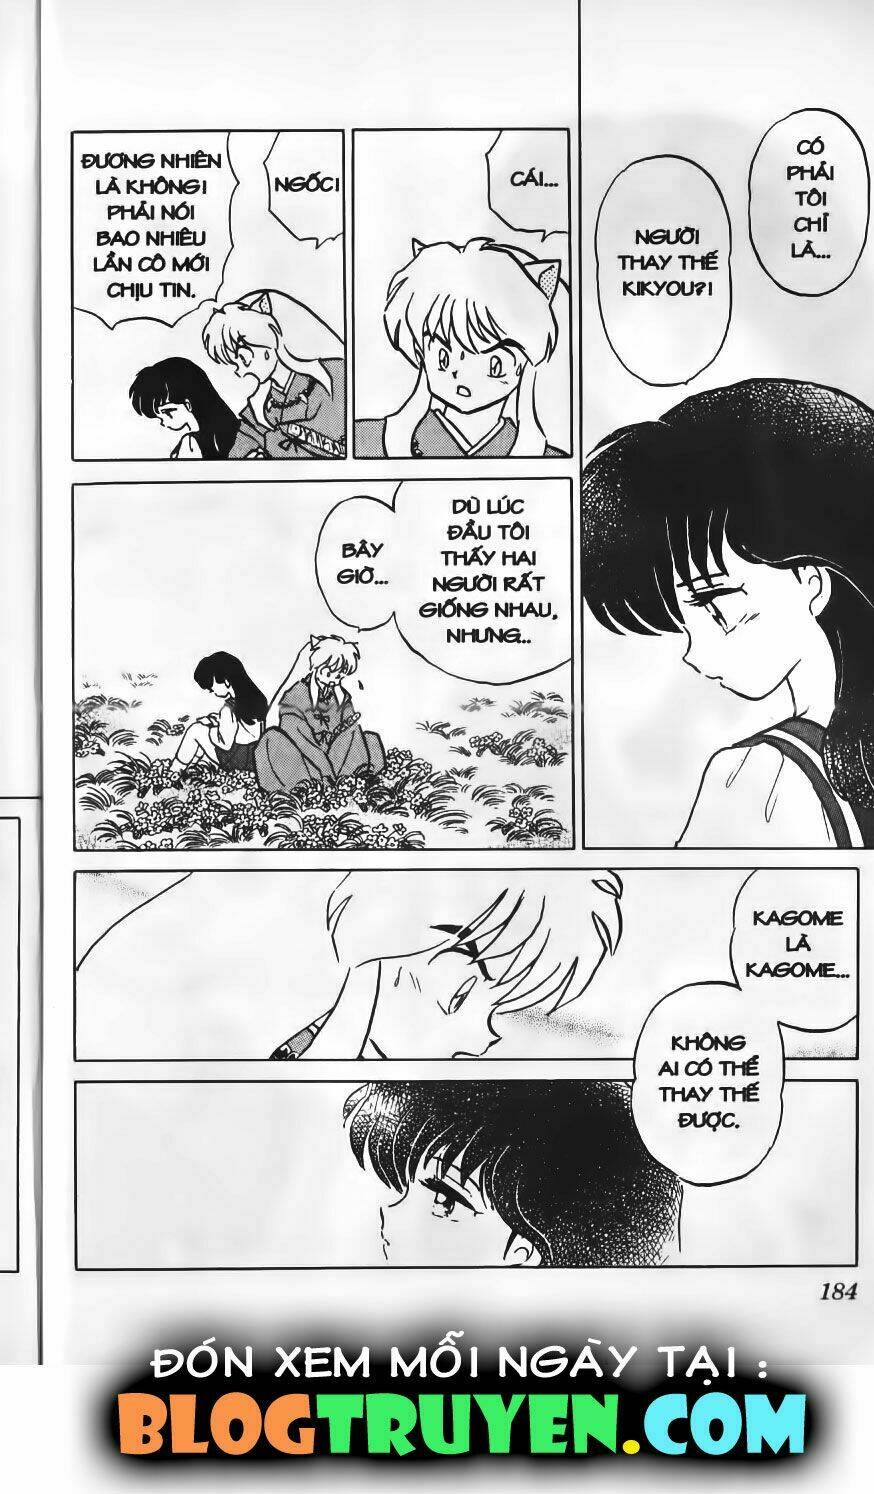 CÓ
PHẢI
TÔI
CHỈ
LÀ...
NGƯỜI
THAY THẾ
KIKYOU?!
CÁI...
NGỐC!
ĐƯƠNG NHIÊN
LÀ KHÔNG!
PHẢI NÓI
BAO NHIÊU
LẦN CÔ MỚI
CHỊU TIN.
DÙ LÚC
ĐẦU TÔI
THẤY HAI
NGƯỜI RẤT
GIỐNG NHAU,
NHƯNG...
BÂY
GIỜ...
KAGOME
LÀ
KAGOME...
KHÔNG
AI CÓ THỂ
THAY THẾ
ĐƯỢC.
184
ĐÓN XEM MỖI NGÀY TẠI :
BLOGTRUYEN.COM